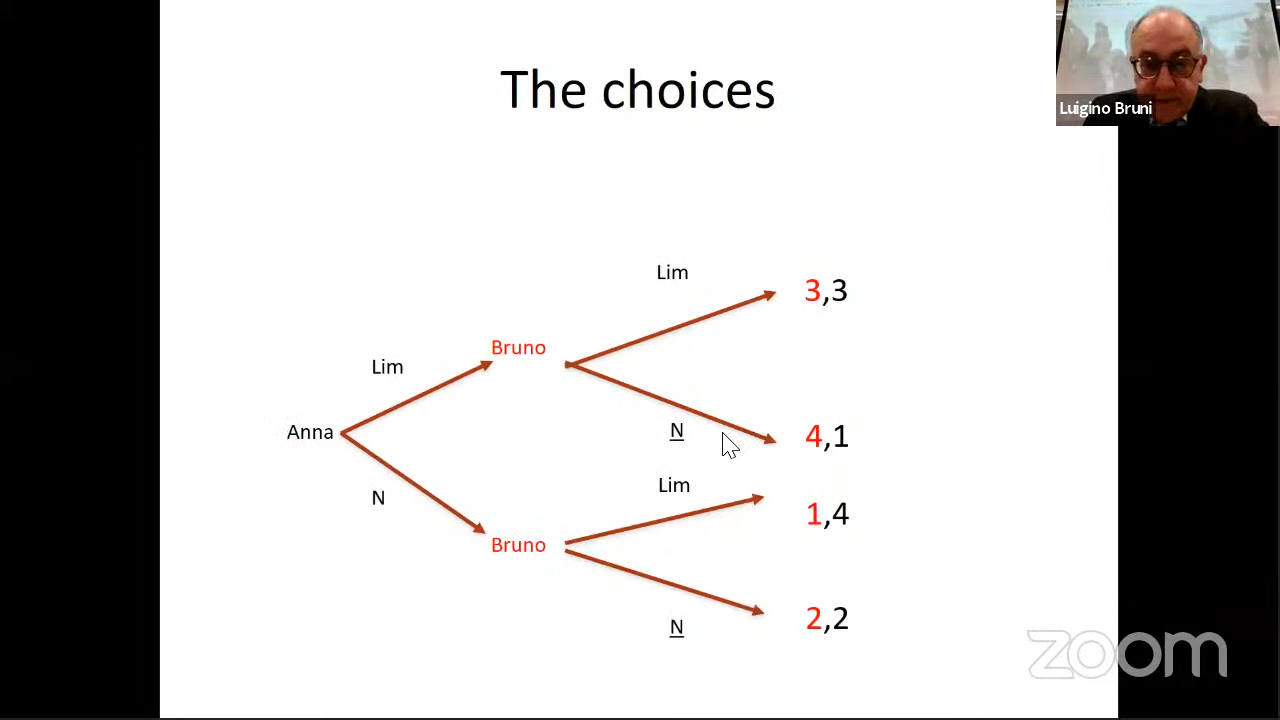 The choices
Luigino Bruni
Lim
3,3
Bruno
Lim
Anna
N
4,1
Lim
N
1,4
Bruno
N
2,2
zoom